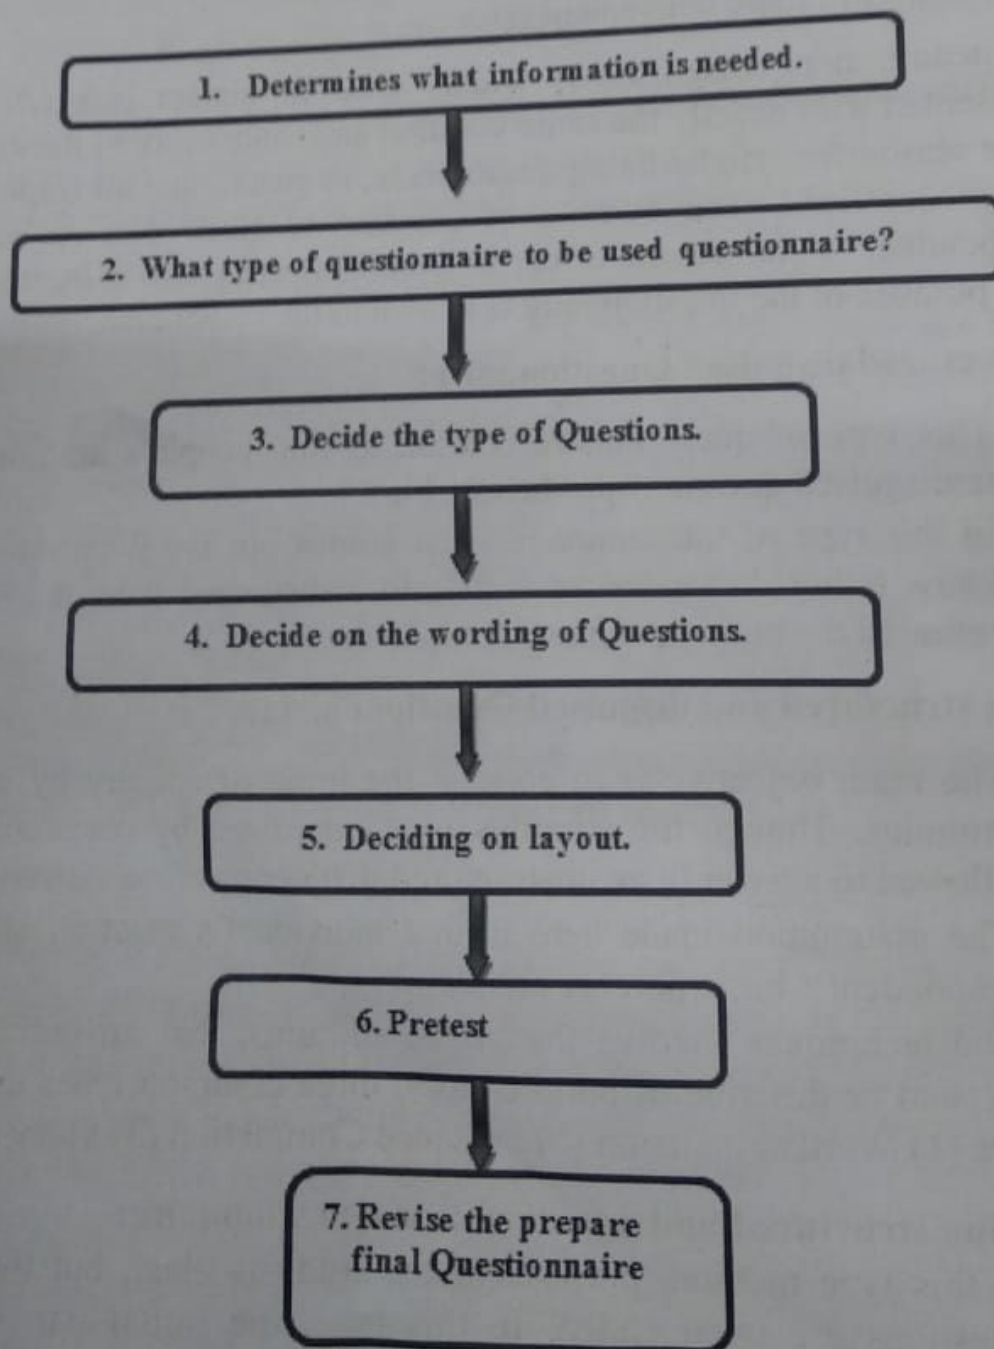 1. Determines what information is needed.
2. What type of questionnaire to be used questionnaire?
3. Decide the type of Questions.
4. Decide on the wording of Questions.
5. Deciding on layout.
6. Pretest
7. Revise the prepare
final Questionnaire